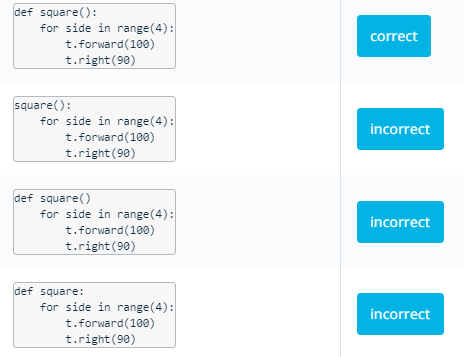 def square():
    for side in range(4):
        t.forward(100)
        t.right(90)
correct
square():
    for side in range(4):
        t.forward(100)
        t.right(90)
incorrect
def square()
    for side in range(4):
        t.forward(100)
        t.right(90)
incorrect
def square:
    for side in range(4):
        t.forward(100)
        t.right(90)
incorrect